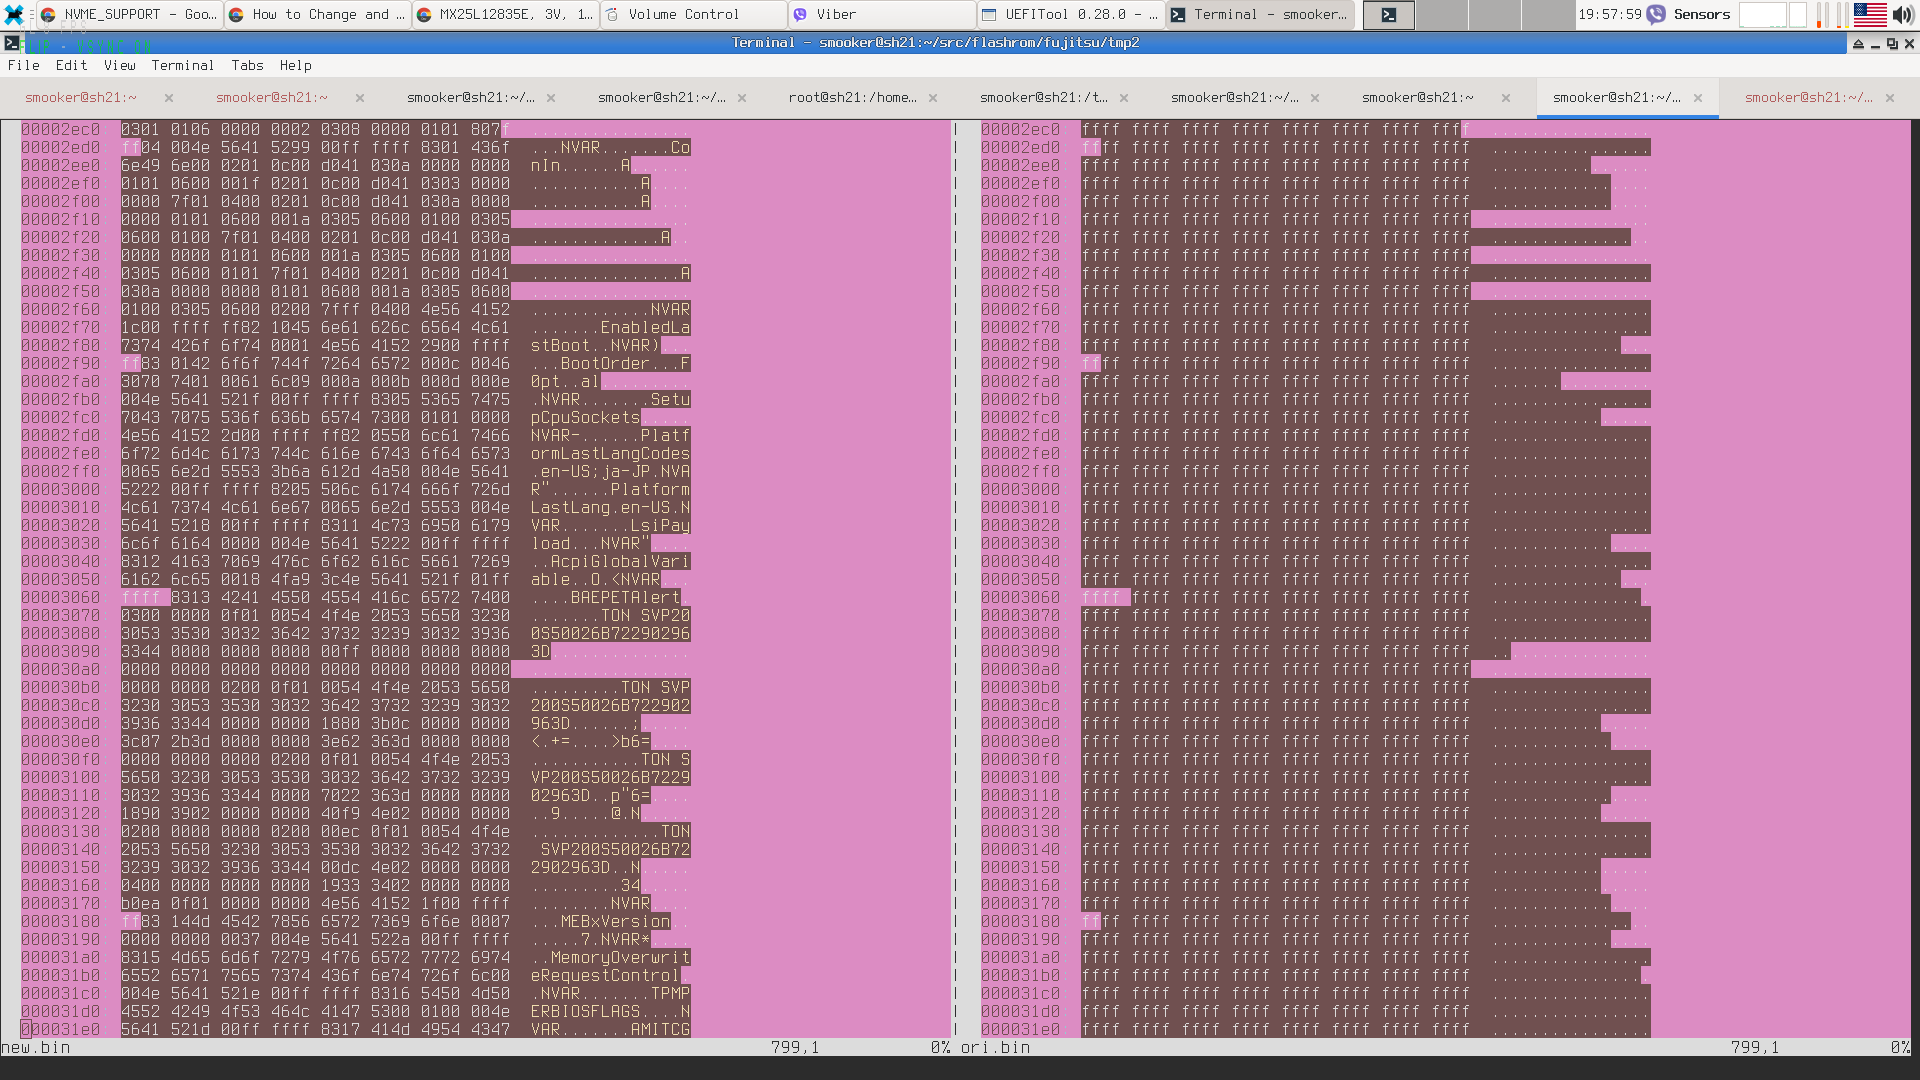 NVME_SUPPORT - Goo... How to Change and ... MX25L12835E, 3V, 1... Volume Control Viber UEFITool 0.28.0 - ... Terminal - smooker... 19:57:59 Sensors
Terminal - smooker@sh21:~/src/flashrom/fujitsu/tmp2
File Edit View Terminal Tabs Help
smooker@sh21:~ smooker@sh21:~ smooker@sh21:~/... smooker@sh21:~/... root@sh21:/home... smooker@sh21:/t... smooker@sh21:~/... smooker@sh21:~ smooker@sh21:~/... smooker@sh21:~/...
00002ec0 0301 0106 0000 0002 0308 0000 0101 807f ................ | 00002ec0 ffff ffff ffff ffff ffff ffff ffff ffff ................
00002ed0 ff04 004e 5641 5299 00ff ffff 8301 436f ...NVAR.......Co | 00002ed0 ffff ffff ffff ffff ffff ffff ffff ffff ................
00002ee0 6e49 6e00 0201 0c00 d041 030a 0000 0000 nIn......A...... | 00002ee0 ffff ffff ffff ffff ffff ffff ffff ffff ................
00002ef0 0101 0600 001f 0201 0c00 d041 0303 0000 ...........A.... | 00002ef0 ffff ffff ffff ffff ffff ffff ffff ffff ................
00002f00 0000 7f01 0400 0201 0c00 d041 030a 0000 ...........A.... | 00002f00 ffff ffff ffff ffff ffff ffff ffff ffff ................
00002f10 0000 0101 0600 001a 0305 0600 0100 0305 ................ | 00002f10 ffff ffff ffff ffff ffff ffff ffff ffff ................
00002f20 0600 0100 7f01 0400 0201 0c00 d041 030a .............A.. | 00002f20 ffff ffff ffff ffff ffff ffff ffff ffff ................
00002f30 0000 0000 0101 0600 001a 0305 0600 0100 ................ | 00002f30 ffff ffff ffff ffff ffff ffff ffff ffff ................
00002f40 0305 0600 0101 7f01 0400 0201 0c00 d041 ...............A | 00002f40 ffff ffff ffff ffff ffff ffff ffff ffff ................
00002f50 030a 0000 0000 0101 0600 001a 0305 0600 ................ | 00002f50 ffff ffff ffff ffff ffff ffff ffff ffff ................
00002f60 0100 0305 0600 0200 7fff 0400 4e56 4152 ............NVAR | 00002f60 ffff ffff ffff ffff ffff ffff ffff ffff ................
00002f70 1c00 ffff ff82 1045 6e61 626c 6564 4c61 .......EnabledLa | 00002f70 ffff ffff ffff ffff ffff ffff ffff ffff ................
00002f80 7374 426f 6f74 0001 4e56 4152 2900 ffff stBoot..NVAR)... | 00002f80 ffff ffff ffff ffff ffff ffff ffff ffff ................
00002f90 ff83 0142 6f6f 744f 7264 6572 000c 0046 ...BootOrder...F | 00002f90 ffff ffff ffff ffff ffff ffff ffff ffff ................
00002fa0 3070 7401 0061 6c09 000a 000b 000d 000e 0pt..al......... | 00002fa0 ffff ffff ffff ffff ffff ffff ffff ffff ................
00002fb0 004e 5641 521f 00ff ffff 8305 5365 7475 .NVAR.......Setu | 00002fb0 ffff ffff ffff ffff ffff ffff ffff ffff ................
00002fc0 7043 7075 536f 636b 6574 7300 0101 0000 pCpuSockets..... | 00002fc0 ffff ffff ffff ffff ffff ffff ffff ffff ................
00002fd0 4e56 4152 2d00 ffff ff82 0550 6c61 7466 NVAR-......Platf | 00002fd0 ffff ffff ffff ffff ffff ffff ffff ffff ................
00002fe0 6f72 6d4c 6173 744c 616e 6743 6f64 6573 ormLastLangCodes | 00002fe0 ffff ffff ffff ffff ffff ffff ffff ffff ................
00002ff0 0065 6e2d 5553 3b6a 612d 4a50 004e 5641 .en-US;ja-JP.NVA | 00002ff0 ffff ffff ffff ffff ffff ffff ffff ffff ................
00003000 5222 00ff ffff 8205 506c 6174 666f 726d R"......Platform | 00003000 ffff ffff ffff ffff ffff ffff ffff ffff ................
00003010 4c61 7374 4c61 6e67 0065 6e2d 5553 004e LastLang.en-US.N | 00003010 ffff ffff ffff ffff ffff ffff ffff ffff ................
00003020 5641 5218 00ff ffff 8311 4c73 6950 6179 VAR.......LsiPay | 00003020 ffff ffff ffff ffff ffff ffff ffff ffff ................
00003030 6c6f 6164 0000 004e 5641 5222 00ff ffff load...NVAR".... | 00003030 ffff ffff ffff ffff ffff ffff ffff ffff ................
00003040 8312 4163 7069 476c 6f62 616c 5661 7269 ..AcpiGlobalVari | 00003040 ffff ffff ffff ffff ffff ffff ffff ffff ................
00003050 6162 6c65 0018 4fa9 3c4e 5641 521f 01ff able..O.<NVAR... | 00003050 ffff ffff ffff ffff ffff ffff ffff ffff ................
00003060 ffff 8313 4241 4550 4554 416c 6572 7400 ....BAEPETAlert. | 00003060 ffff ffff ffff ffff ffff ffff ffff ffff ................
00003070 0300 0000 0f01 0054 4f4e 2053 5650 3230 .......TON SVP20 | 00003070 ffff ffff ffff ffff ffff ffff ffff ffff ................
00003080 3053 3530 3032 3642 3732 3239 3032 3936 0S50026B72290296 | 00003080 ffff ffff ffff ffff ffff ffff ffff ffff ................
00003090 3344 0000 0000 0000 00ff 0000 0000 0000 3D.............. | 00003090 ffff ffff ffff ffff ffff ffff ffff ffff ................
000030a0 0000 0000 0000 0000 0000 0000 0000 0000 ................ | 000030a0 ffff ffff ffff ffff ffff ffff ffff ffff ................
000030b0 0000 0000 0200 0f01 0054 4f4e 2053 5650 .........TON SVP | 000030b0 ffff ffff ffff ffff ffff ffff ffff ffff ................
000030c0 3230 3053 3530 3032 3642 3732 3239 3032 200S50026B722902 | 000030c0 ffff ffff ffff ffff ffff ffff ffff ffff ................
000030d0 3936 3344 0000 0000 1880 3b0c 0000 0000 963D......;..... | 000030d0 ffff ffff ffff ffff ffff ffff ffff ffff ................
000030e0 3c07 2b3d 0000 0000 3e62 363d 0000 0000 <.+=....>b6=.... | 000030e0 ffff ffff ffff ffff ffff ffff ffff ffff ................
000030f0 0000 0000 0000 0200 0f01 0054 4f4e 2053 ...........TON S | 000030f0 ffff ffff ffff ffff ffff ffff ffff ffff ................
00003100 5650 3230 3053 3530 3032 3642 3732 3239 VP200S50026B7229 | 00003100 ffff ffff ffff ffff ffff ffff ffff ffff ................
00003110 3032 3936 3344 0000 7022 363d 0000 0000 02963D..p"6=.... | 00003110 ffff ffff ffff ffff ffff ffff ffff ffff ................
00003120 1890 3902 0000 0000 40f9 4e02 0000 0000 ..9.....@.N..... | 00003120 ffff ffff ffff ffff ffff ffff ffff ffff ................
00003130 0200 0000 0000 0200 00ec 0f01 0054 4f4e .............TON | 00003130 ffff ffff ffff ffff ffff ffff ffff ffff ................
00003140 2053 5650 3230 3053 3530 3032 3642 3732  SVP200S50026B72 | 00003140 ffff ffff ffff ffff ffff ffff ffff ffff ................
00003150 3239 3032 3936 3344 00dc 4e02 0000 0000 2902963D..N..... | 00003150 ffff ffff ffff ffff ffff ffff ffff ffff ................
00003160 0400 0000 0000 0000 1933 3402 0000 0000 .........34..... | 00003160 ffff ffff ffff ffff ffff ffff ffff ffff ................
00003170 b0ea 0f01 0000 0000 4e56 4152 1f00 ffff ........NVAR.... | 00003170 ffff ffff ffff ffff ffff ffff ffff ffff ................
00003180 ff83 144d 4542 7856 6572 7369 6f6e 0007 ...MEBxVersion.. | 00003180 ffff ffff ffff ffff ffff ffff ffff ffff ................
00003190 0000 0000 0037 004e 5641 522a 00ff ffff .....7.NVAR*.... | 00003190 ffff ffff ffff ffff ffff ffff ffff ffff ................
000031a0 8315 4d65 6d6f 7279 4f76 6572 7772 6974 ..MemoryOverwrit | 000031a0 ffff ffff ffff ffff ffff ffff ffff ffff ................
000031b0 6552 6571 7565 7374 436f 6e74 726f 6c00 eRequestControl. | 000031b0 ffff ffff ffff ffff ffff ffff ffff ffff ................
000031c0 004e 5641 521e 00ff ffff 8316 5450 4d50 .NVAR.......TPMP | 000031c0 ffff ffff ffff ffff ffff ffff ffff ffff ................
000031d0 4552 4249 4f53 464c 4147 5300 0100 004e ERBIOSFLAGS....N | 000031d0 ffff ffff ffff ffff ffff ffff ffff ffff ................
000031e0 5641 521d 00ff ffff 8317 414d 4954 4347 VAR.......AMITCG | 000031e0 ffff ffff ffff ffff ffff ffff ffff ffff ................
new.bin 799,1 0% ori.bin 799,1 0%